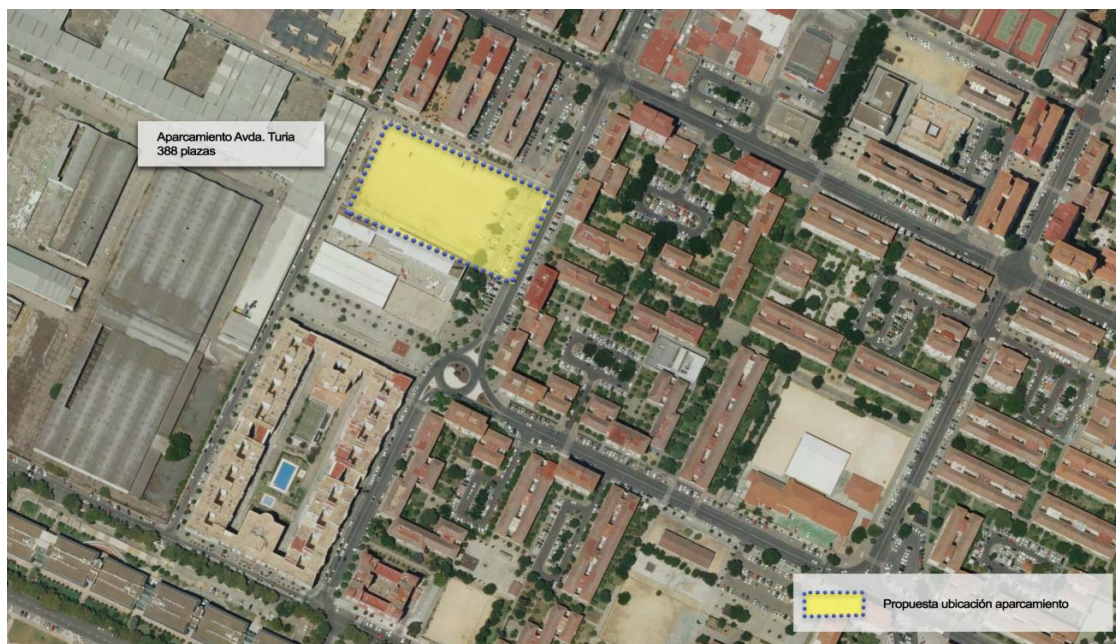 Aparcamiento Avda. Turia
388 plazas
Propuesta ubicación aparcamiento